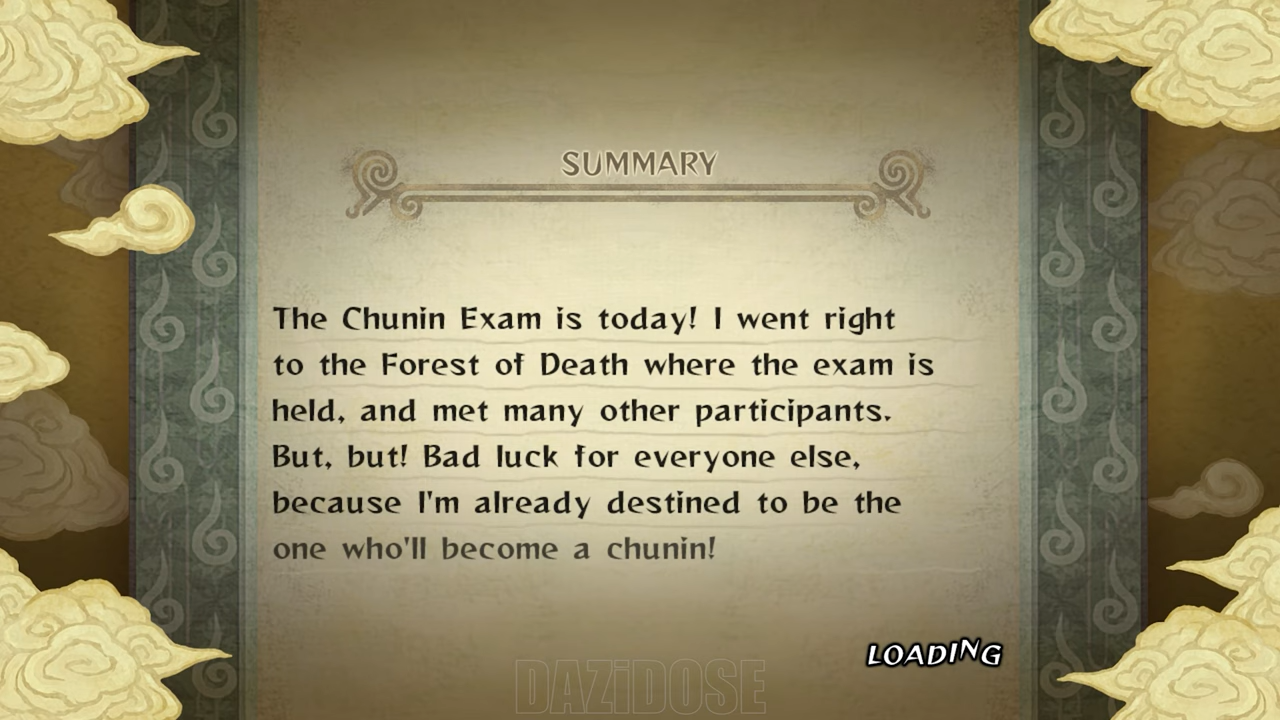 SUMMARY
The Chunin Exam is today! I went right
to the Forest of Death where the exam is
held, and met many other participants.
But, but! Bad luck for everyone else,
because I'm already destined to be the
one who'll become a chunin!
LOADING
DAZiDOSE